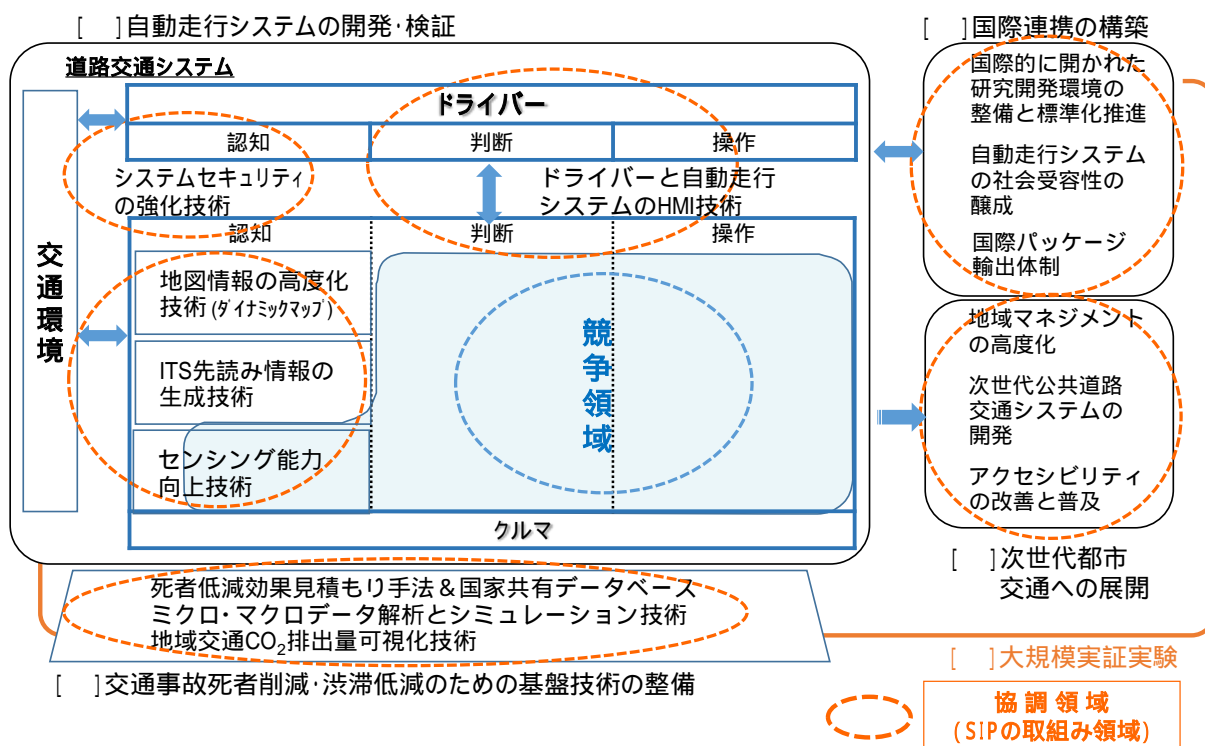 [　]自動走行システムの開発・検証
道路交通システム
交通環境
ドライバー
認知
判断
操作
システムセキュリティ
の強化技術
ドライバーと自動走行
システムのHMI技術
認知
判断
操作
地図情報の高度化
技術(ダイナミックマップ)
ITS先読み情報の
生成技術
センシング能力
向上技術
競争領域
クルマ
[　]国際連携の構築
国際的に開かれた
研究開発環境の
整備と標準化推進
自動走行システム
の社会受容性の
醸成
国際パッケージ
輸出体制
地域マネジメント
の高度化
次世代公共道路
交通システムの
開発
アクセシビリティ
の改善と普及
[　]次世代都市
交通への展開
死者低減効果見積もり手法＆国家共有データベース
ミクロ・マクロデータ解析とシミュレーション技術
地域交通CO₂排出量可視化技術
[　]交通事故死者削減・渋滞低減のための基盤技術の整備
[　]大規模実証実験
協調領域
(SIPの取組み領域)